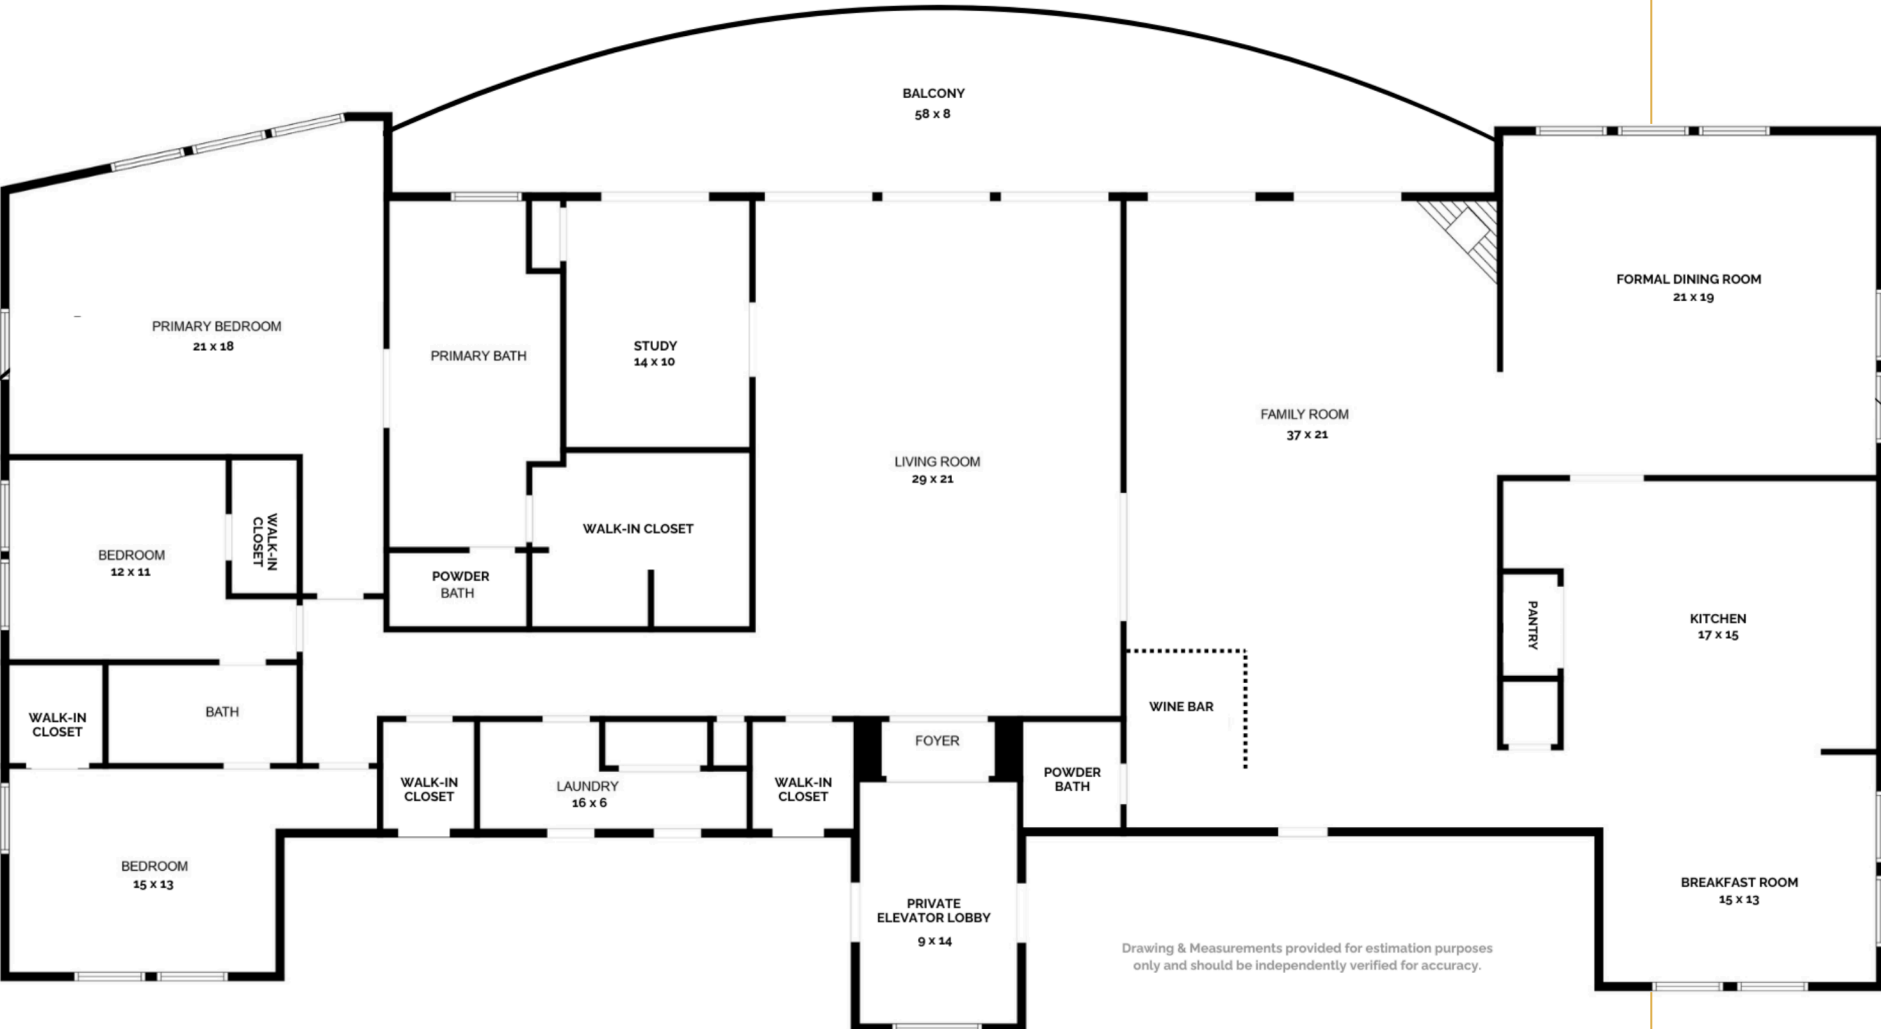 BALCONY
58 x 8
PRIMARY BEDROOM
21 x 18
PRIMARY BATH
STUDY
14 x 10
LIVING ROOM
29 x 21
FAMILY ROOM
37 x 21
FORMAL DINING ROOM
21 x 19
BEDROOM
12 x 11
WALK-IN
CLOSET
WALK-IN CLOSET
POWDER
BATH
PANTRY
KITCHEN
17 x 15
WALK-IN
CLOSET
BATH
WINE BAR
FOYER
WALK-IN
CLOSET
LAUNDRY
16 x 6
WALK-IN
CLOSET
POWDER
BATH
BEDROOM
15 x 13
PRIVATE
ELEVATOR LOBBY
9 x 14
BREAKFAST ROOM
15 x 13
Drawing & Measurements provided for estimation purposes
only and should be independently verified for accuracy.